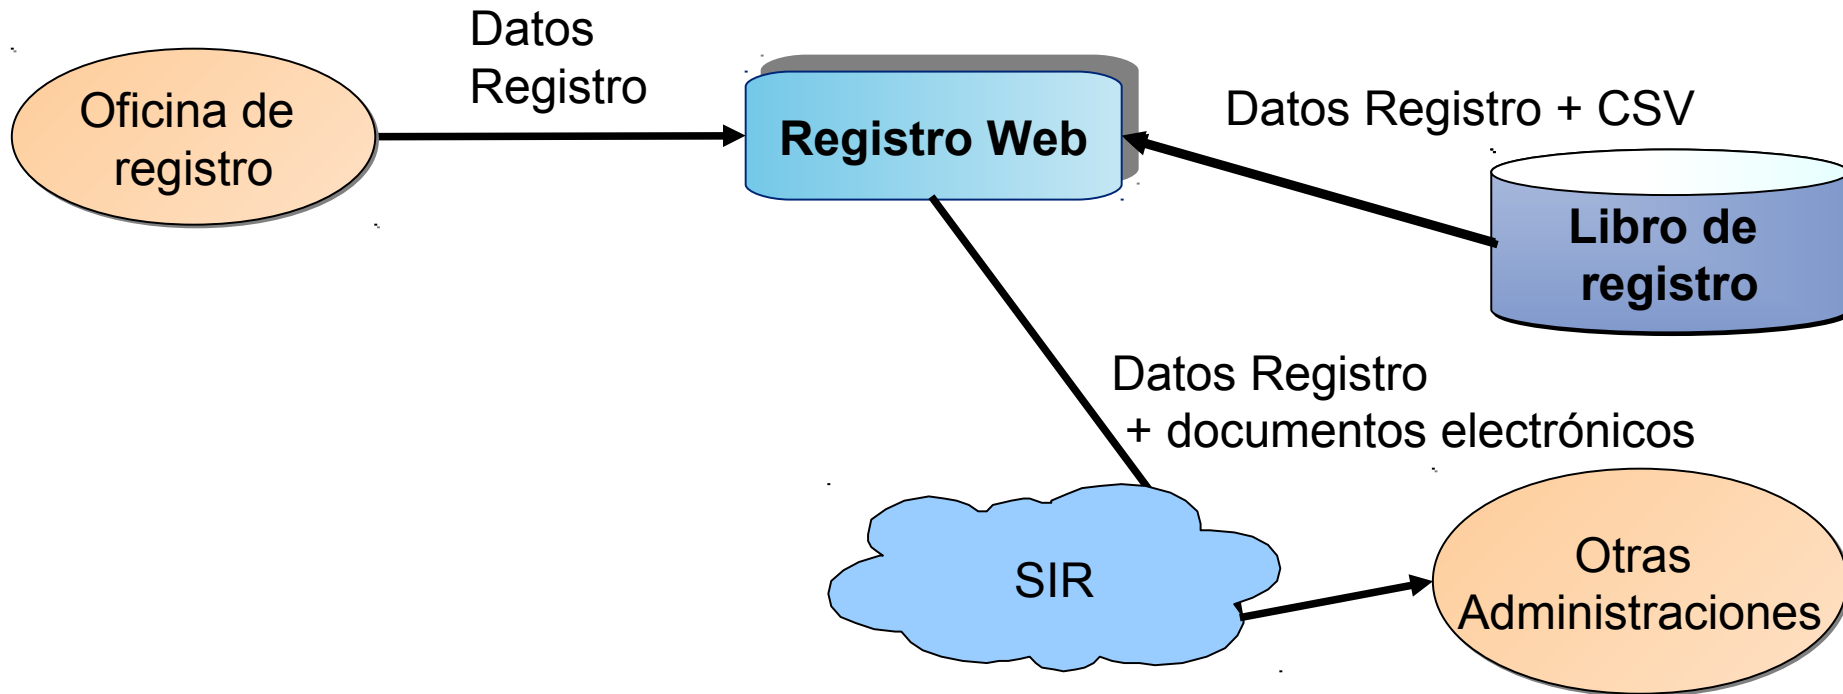 Datos
Registro
Oficina de
registro
Registro Web
Datos Registro + CSV
Libro de
registro
Datos Registro
+ documentos electrónicos
SIR
Otras
Administraciones